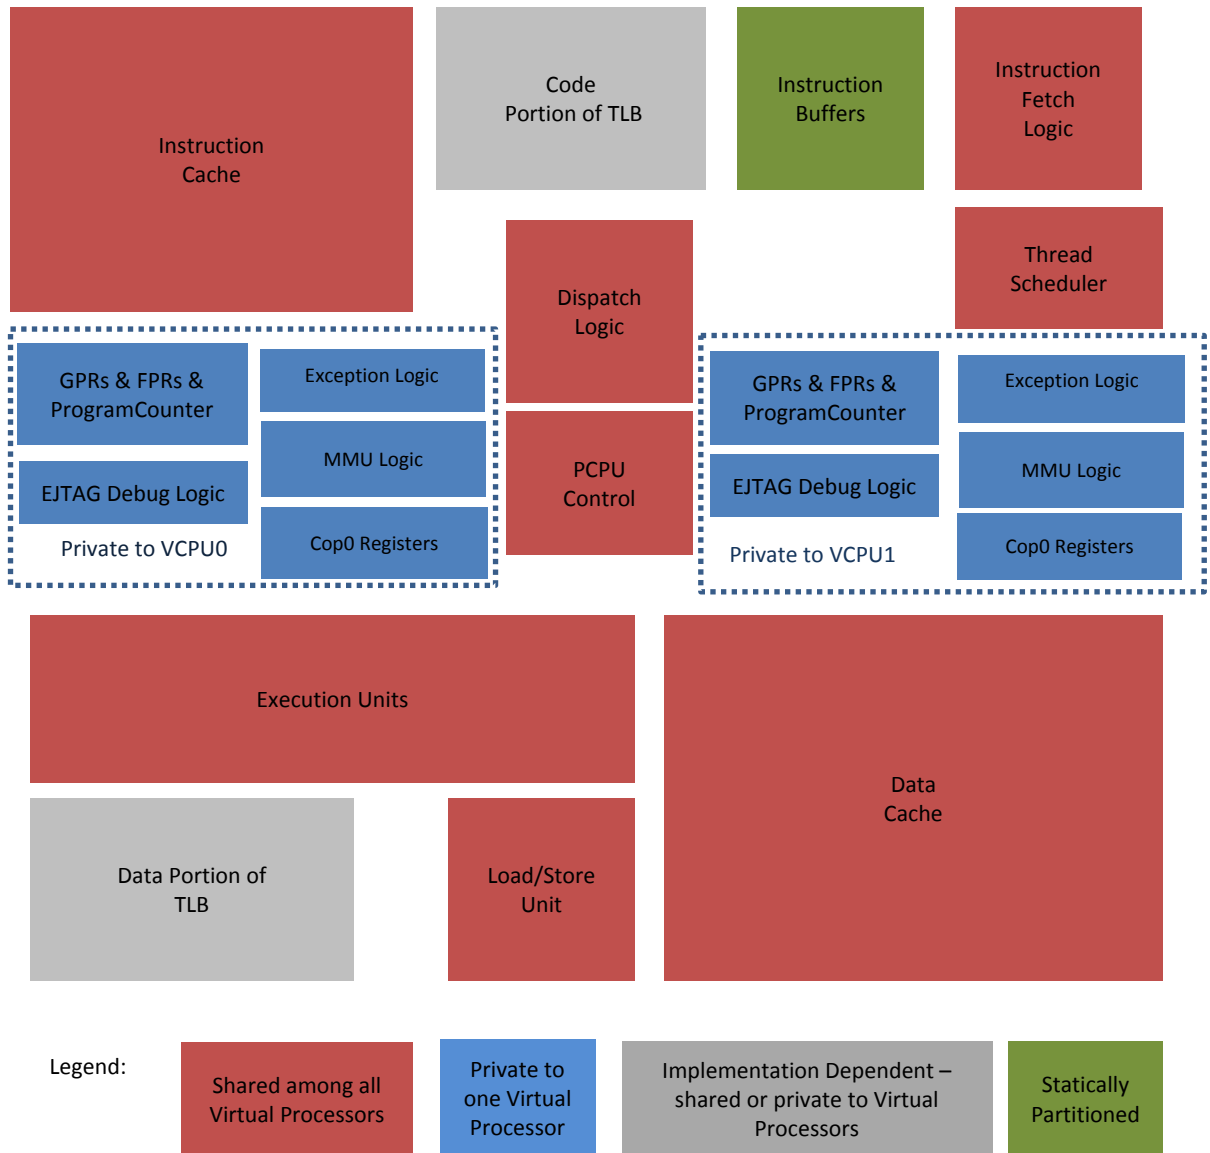 Instruction
Cache
Code
Portion of TLB
Instruction
Buffers
Instruction
Fetch
Logic
Thread
Scheduler
Dispatch
Logic
PCPU
Control
GPRs & FPRs &
ProgramCounter
Exception Logic
MMU Logic
EJTAG Debug Logic
Cop0 Registers
Private to VCPU0
GPRs & FPRs &
ProgramCounter
Exception Logic
MMU Logic
EJTAG Debug Logic
Cop0 Registers
Private to VCPU1
Execution Units
Data
Cache
Data Portion of
TLB
Load/Store
Unit
Legend:
Shared among all
Virtual Processors
Private to
one Virtual
Processor
Implementation Dependent –
shared or private to Virtual
Processors
Statically
Partitioned